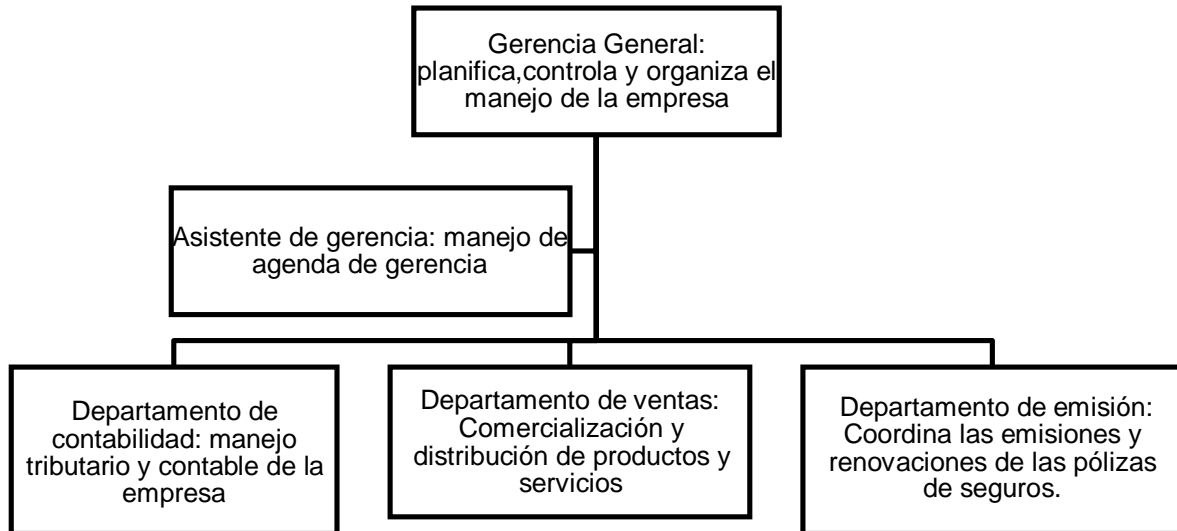 Gerencia General:
planifica,controla y organiza el
manejo de la empresa
Asistente de gerencia: manejo de
agenda de gerencia
Departamento de
contabilidad: manejo
tributario y contable de la
empresa
Departamento de ventas:
Comercialización y
distribución de productos y
servicios
Departamento de emisión:
Coordina las emisiones y
renovaciones de las pólizas
de seguros.